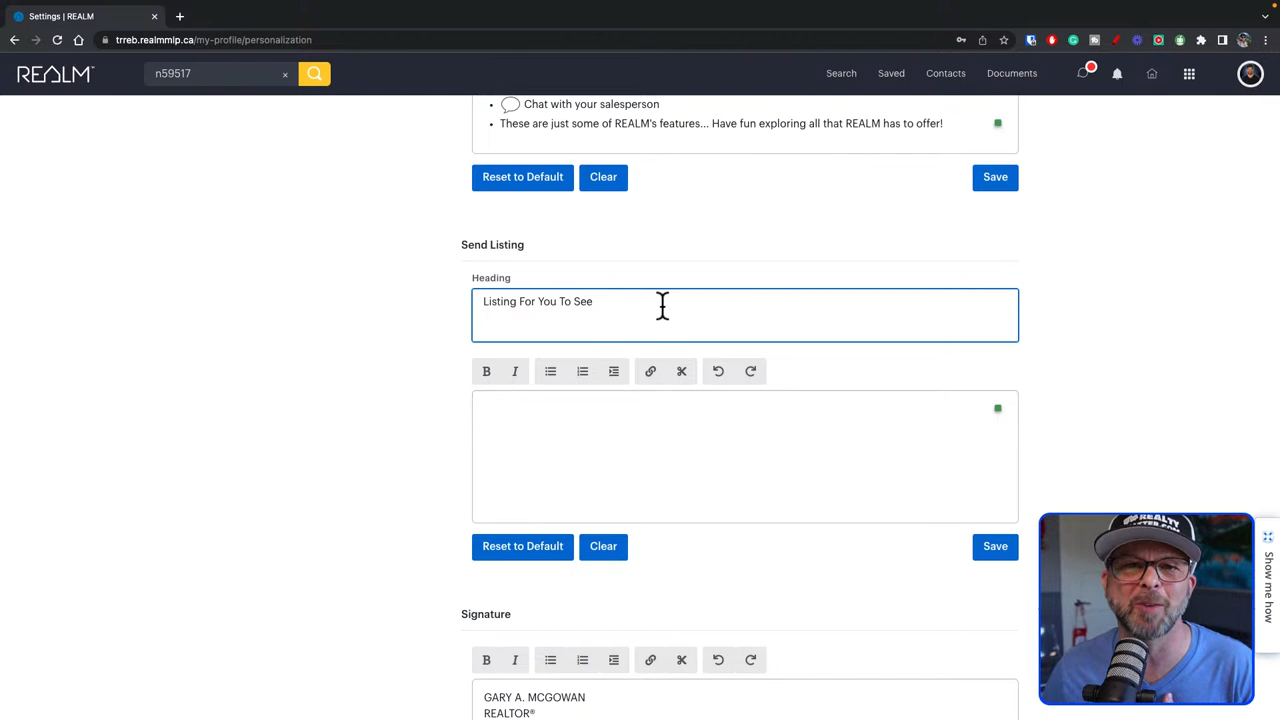 Settings | REALM
trreb.realmmlp.ca/my-profile/personalization
REALM
n59517
Search
Saved
Contacts
Documents
Chat with your salesperson
These are just some of REALM's features... Have fun exploring all that REALM has to offer!
Reset to Default
Clear
Save
Send Listing
Heading
Listing For You To See
B
I
Reset to Default
Clear
Save
Show me how
Signature
B
I
GARY A. MCGOWAN
REALTOR®